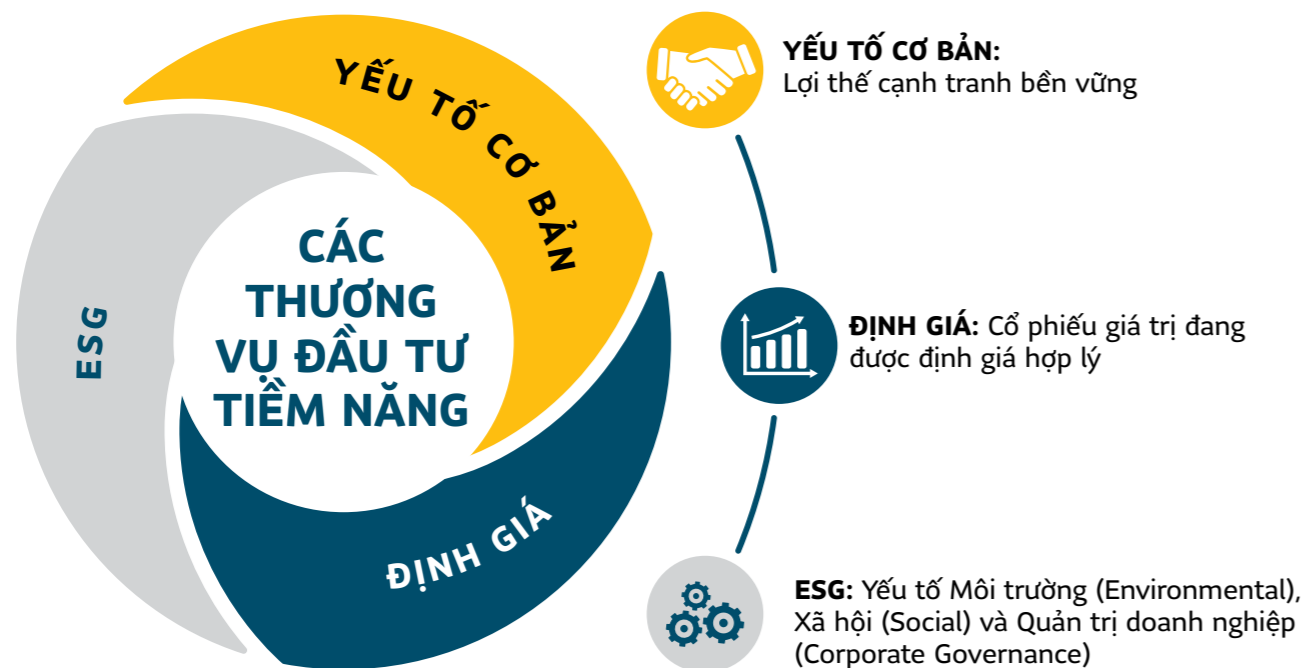 YẾU TỐ CƠ BẢN
ESG
ĐỊNH GIÁ
CÁC
THƯƠNG
VỤ ĐẦU TƯ
TIỀM NĂNG
YẾU TỐ CƠ BẢN:
Lợi thế cạnh tranh bền vững
ĐỊNH GIÁ: Cổ phiếu giá trị đang
được định giá hợp lý
ESG: Yếu tố Môi trường (Environmental),
Xã hội (Social) và Quản trị doanh nghiệp
(Corporate Governance)